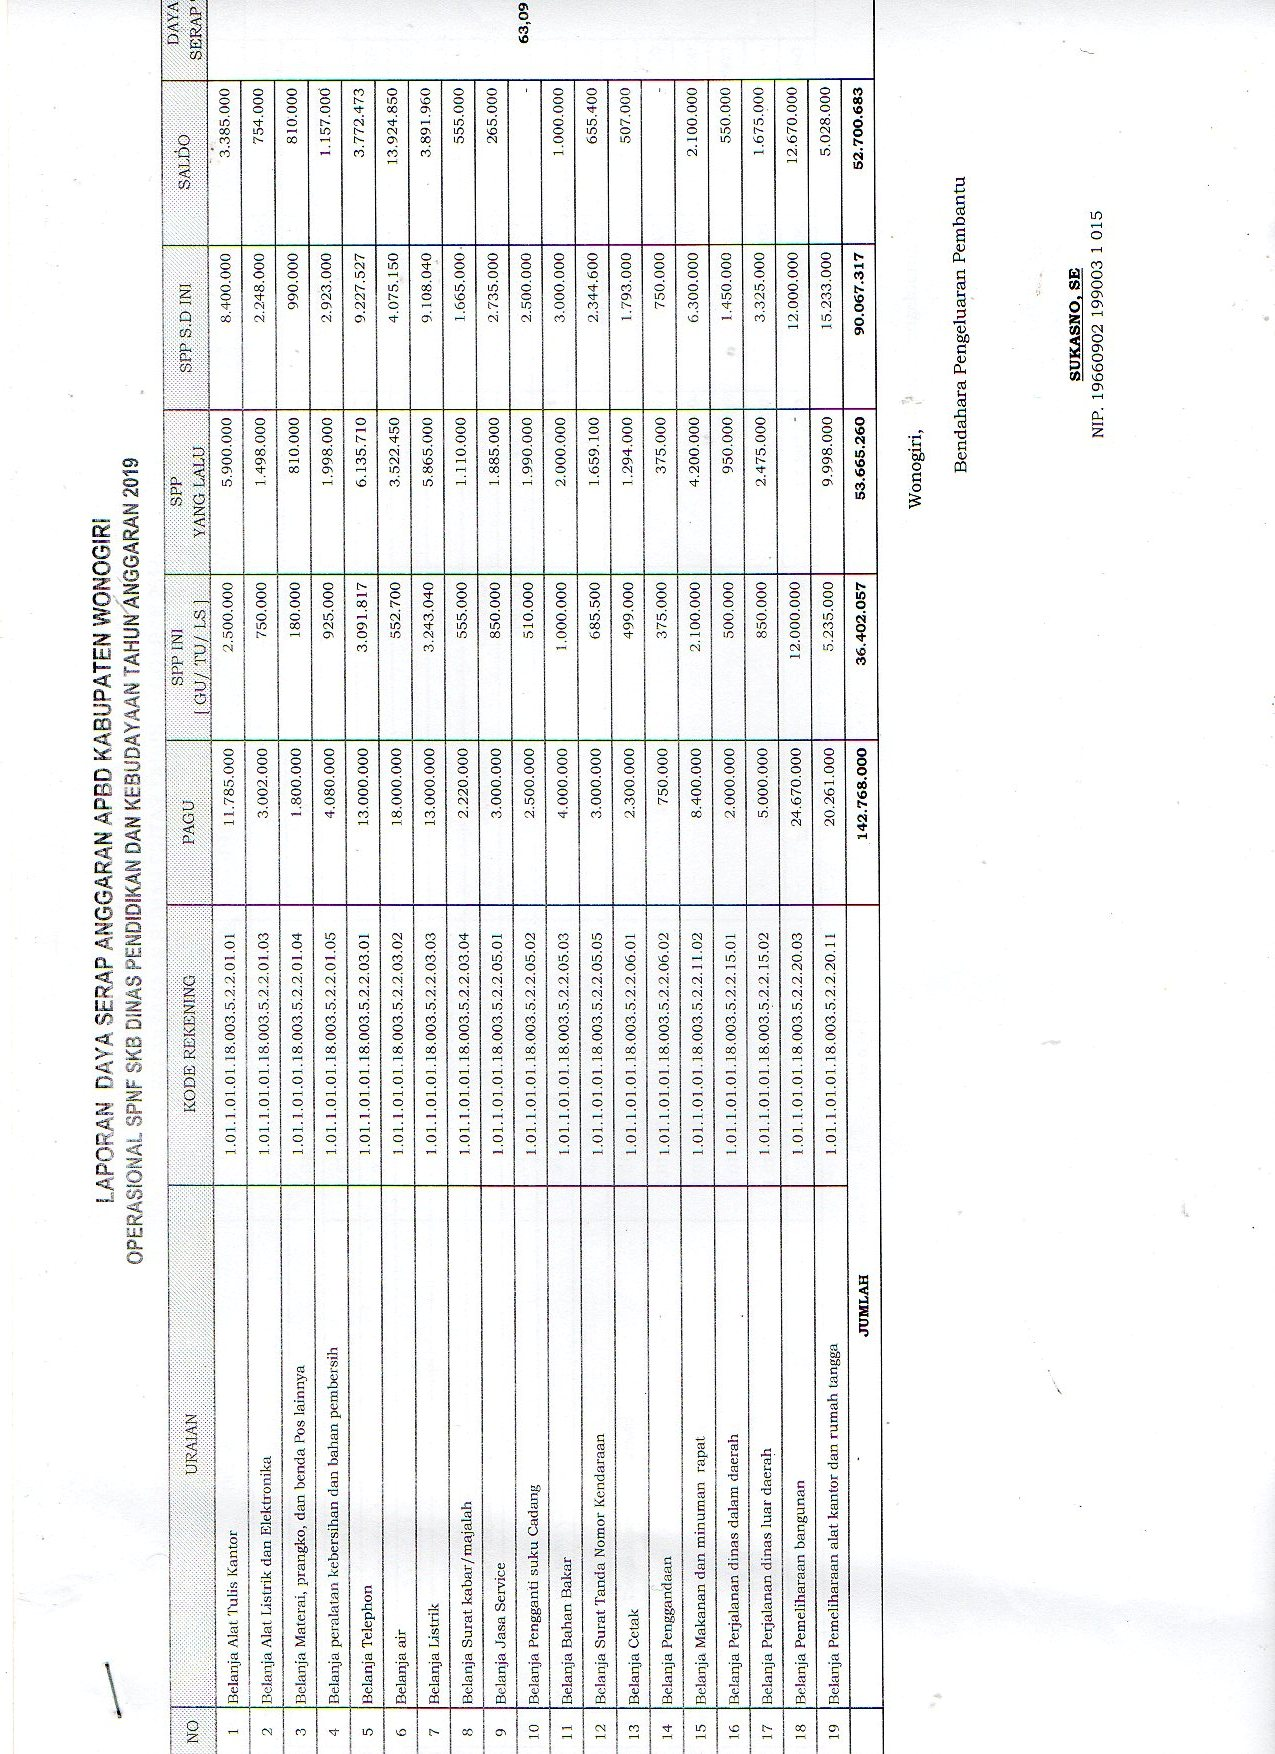 LAPORAN DAYA SERAP ANGGARAN APBD KABUPATEN WONOGIRI
OPERASIONAL SPNF SKB DINAS PENDIDIKAN DAN KEBUDAYAAN TAHUN ANGGARAN 2019
NO URAIAN KODE REKENING PAGU SPP INI [ GU/ TU/ LS ] SPP YANG LALU SPP S.D INI SALDO DAYA SERAP
1 Belanja Alat Tulis Kantor 1.01.1.01.01.18.003.5.2.2.01.01 11.785.000 2.500.000 5.900.000 8.400.000 3.385.000
2 Belanja Alat Listrik dan Elektronika 1.01.1.01.01.18.003.5.2.2.01.03 3.002.000 750.000 1.498.000 2.248.000 754.000
3 Belanja Materai, prangko, dan benda Pos lainnya 1.01.1.01.01.18.003.5.2.2.01.04 1.800.000 180.000 810.000 990.000 810.000
4 Belanja peralatan kebersihan dan bahan pembersih 1.01.1.01.01.18.003.5.2.2.01.05 4.080.000 925.000 1.998.000 2.923.000 1.157.000
5 Belanja Telephon 1.01.1.01.01.18.003.5.2.2.03.01 13.000.000 3.091.817 6.135.710 9.227.527 3.772.473
6 Belanja air 1.01.1.01.01.18.003.5.2.2.03.02 18.000.000 552.700 3.522.450 4.075.150 13.924.850
7 Belanja Listrik 1.01.1.01.01.18.003.5.2.2.03.03 13.000.000 3.243.040 5.865.000 9.108.040 3.891.960
8 Belanja Surat kabar/majalah 1.01.1.01.01.18.003.5.2.2.03.04 2.220.000 555.000 1.110.000 1.665.000 555.000
9 Belanja Jasa Service 1.01.1.01.01.18.003.5.2.2.05.01 3.000.000 850.000 1.885.000 2.735.000 265.000
10 Belanja Pengganti suku Cadang 1.01.1.01.01.18.003.5.2.2.05.02 2.500.000 510.000 1.990.000 2.500.000 - 63,09
11 Belanja Bahan Bakar 1.01.1.01.01.18.003.5.2.2.05.03 4.000.000 1.000.000 2.000.000 3.000.000 1.000.000
12 Belanja Surat Tanda Nomor Kendaraan 1.01.1.01.01.18.003.5.2.2.05.05 3.000.000 685.500 1.659.100 2.344.600 655.400
13 Belanja Cetak 1.01.1.01.01.18.003.5.2.2.06.01 2.300.000 499.000 1.294.000 1.793.000 507.000
14 Belanja Penggandaan 1.01.1.01.01.18.003.5.2.2.06.02 750.000 375.000 375.000 750.000 -
15 Belanja Makanan dan minuman rapat 1.01.1.01.01.18.003.5.2.2.11.02 8.400.000 2.100.000 4.200.000 6.300.000 2.100.000
16 Belanja Perjalanan dinas dalam daerah 1.01.1.01.01.18.003.5.2.2.15.01 2.000.000 500.000 950.000 1.450.000 550.000
17 Belanja Perjalanan dinas luar daerah 1.01.1.01.01.18.003.5.2.2.15.02 5.000.000 850.000 2.475.000 3.325.000 1.675.000
18 Belanja Pemeliharaan bangunan 1.01.1.01.01.18.003.5.2.2.20.03 24.670.000 12.000.000 - 12.000.000 12.670.000
19 Belanja Pemeliharaan alat kantor dan rumah tangga 1.01.1.01.01.18.003.5.2.2.20.11 20.261.000 5.235.000 9.998.000 15.233.000 5.028.000
JUMLAH 142.768.000 36.402.057 53.665.260 90.067.317 52.700.683
Wonogiri,
Bendahara Pengeluaran Pembantu
SUKASNO, SE
NIP. 19660902 199003 1 015